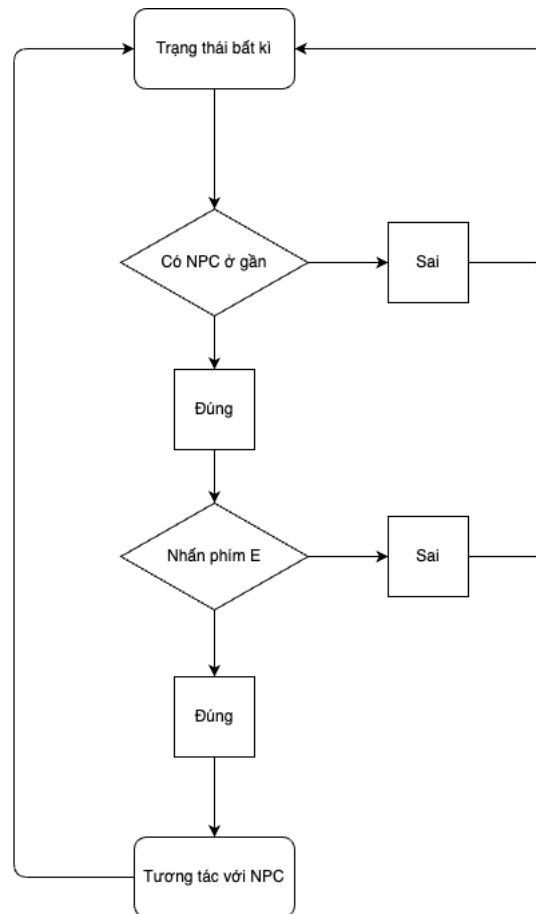 Trạng thái bất kì
Có NPC ở gần
Sai
Đúng
Nhấn phím E
Sai
Đúng
Tương tác với NPC